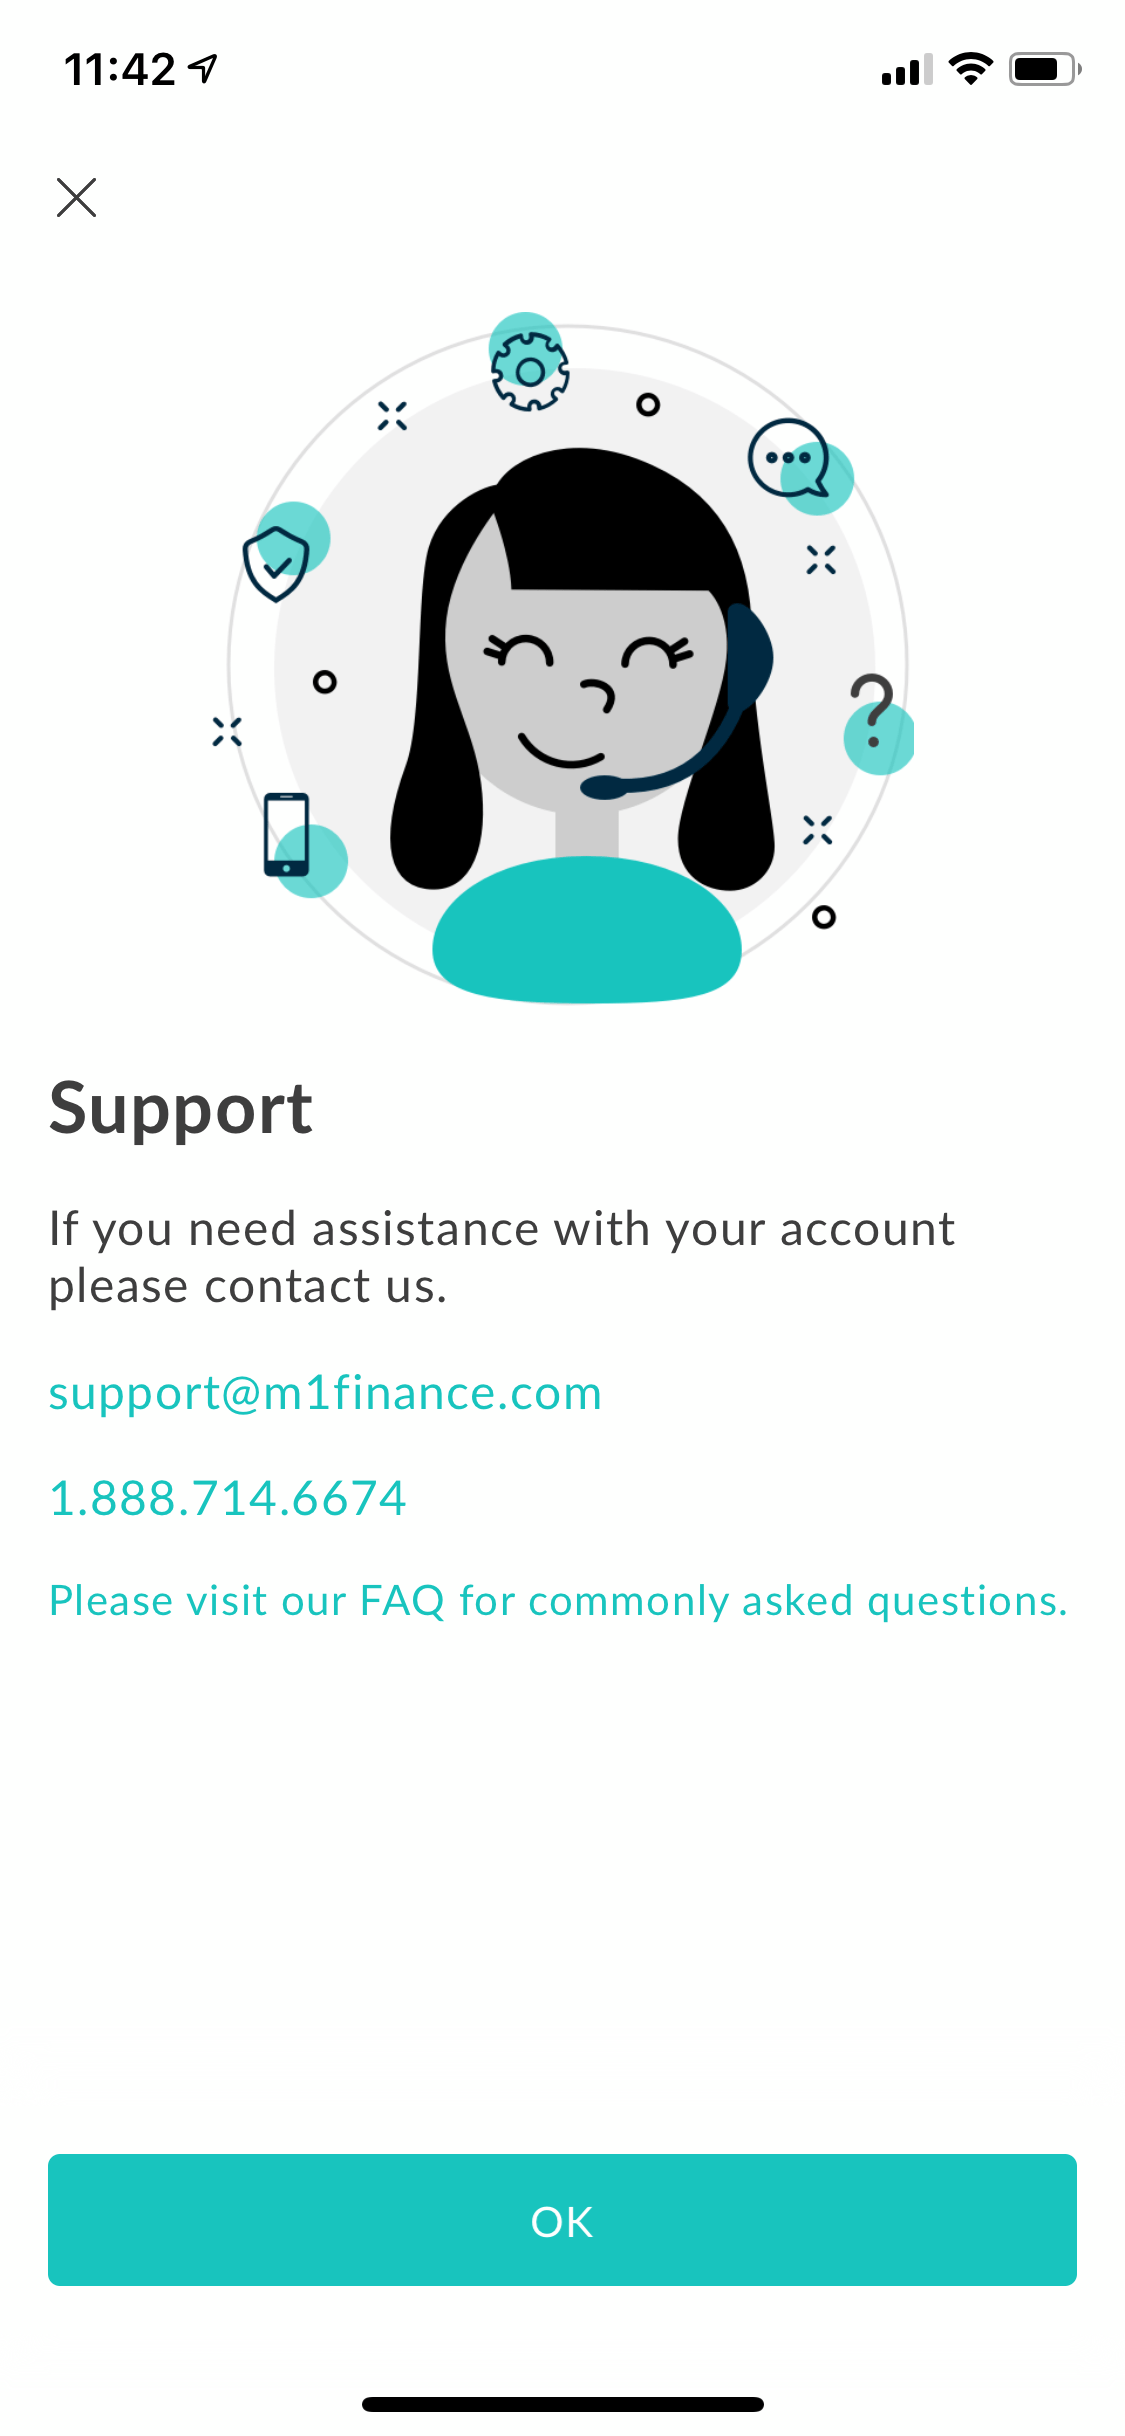 11:42
Support
If you need assistance with your account
please contact us.
support@m1finance.com
1.888.714.6674
Please visit our FAQ for commonly asked questions.
OK